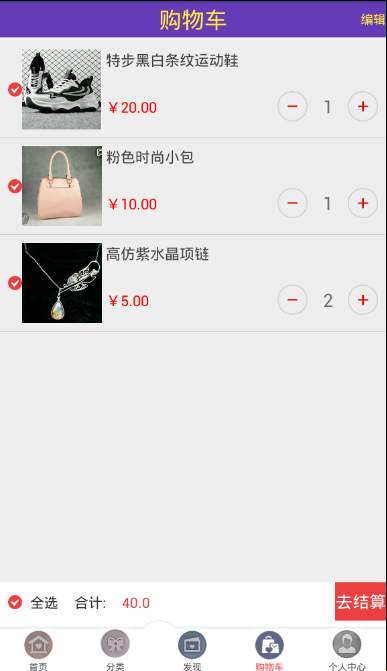 购物车
编辑
特步黑白条纹运动鞋
￥20.00
1
粉色时尚小包
￥10.00
1
高仿紫水晶项链
￥5.00
2
全选 合计: 40.0
去结算
首页 分类 发现 购物车 个人中心